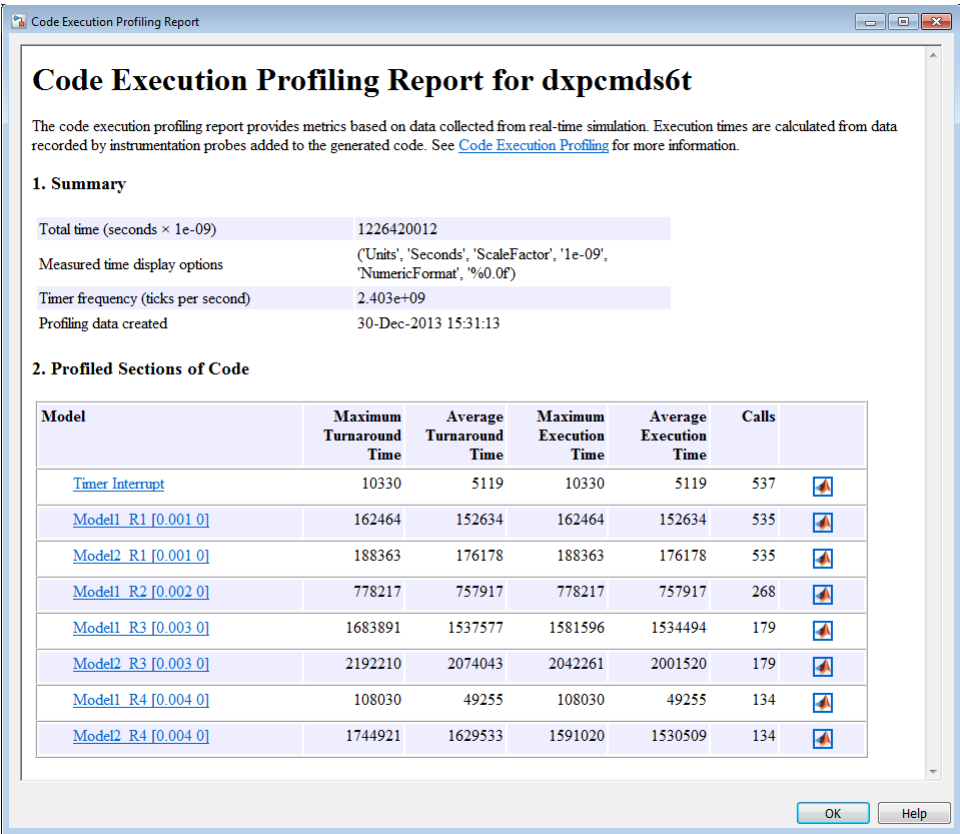 Code Execution Profiling Report
Code Execution Profiling Report for dxpcmds6t
The code execution profiling report provides metrics based on data collected from real-time simulation. Execution times are calculated from data
recorded by instrumentation probes added to the generated code. See Code Execution Profiling for more information.
1. Summary
Total time (seconds × 1e-09) 1226420012
Measured time display options ('Units', 'Seconds', 'ScaleFactor', '1e-09',
'NumericFormat', '%0.0f')
Timer frequency (ticks per second) 2.403e+09
Profiling data created 30-Dec-2013 15:31:13
2. Profiled Sections of Code
Model Maximum Average Maximum Average Calls
Turnaround Turnaround Execution Execution
Time Time Time Time
Timer Interrupt 10330 5119 10330 5119 537
Model1_R1 [0.001 0] 162464 152634 162464 152634 535
Model2_R1 [0.001 0] 188363 176178 188363 176178 535
Model1_R2 [0.002 0] 778217 757917 778217 757917 268
Model1_R3 [0.003 0] 1683891 1537577 1581596 1534494 179
Model2_R3 [0.003 0] 2192210 2074043 2042261 2001520 179
Model1_R4 [0.004 0] 108030 49255 108030 49255 134
Model2_R4 [0.004 0] 1744921 1629533 1591020 1530509 134
OK Help